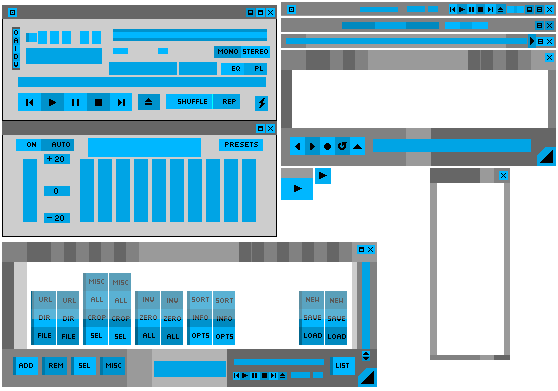 O
A
I
D
V
MONO STEREO
EQ PL
SHUFFLE REP
ON AUTO PRESETS
+20
0
-20
MISC MISC
URL URL ALL ALL INV INV SORT SORT NEW NEW
DIR DIR CROP CROP ZERO ZERO INFO INFO SAVE SAVE
FILE FILE SEL SEL ALL ALL OPTS OPTS LOAD LOAD
ADD REM SEL MISC LIST